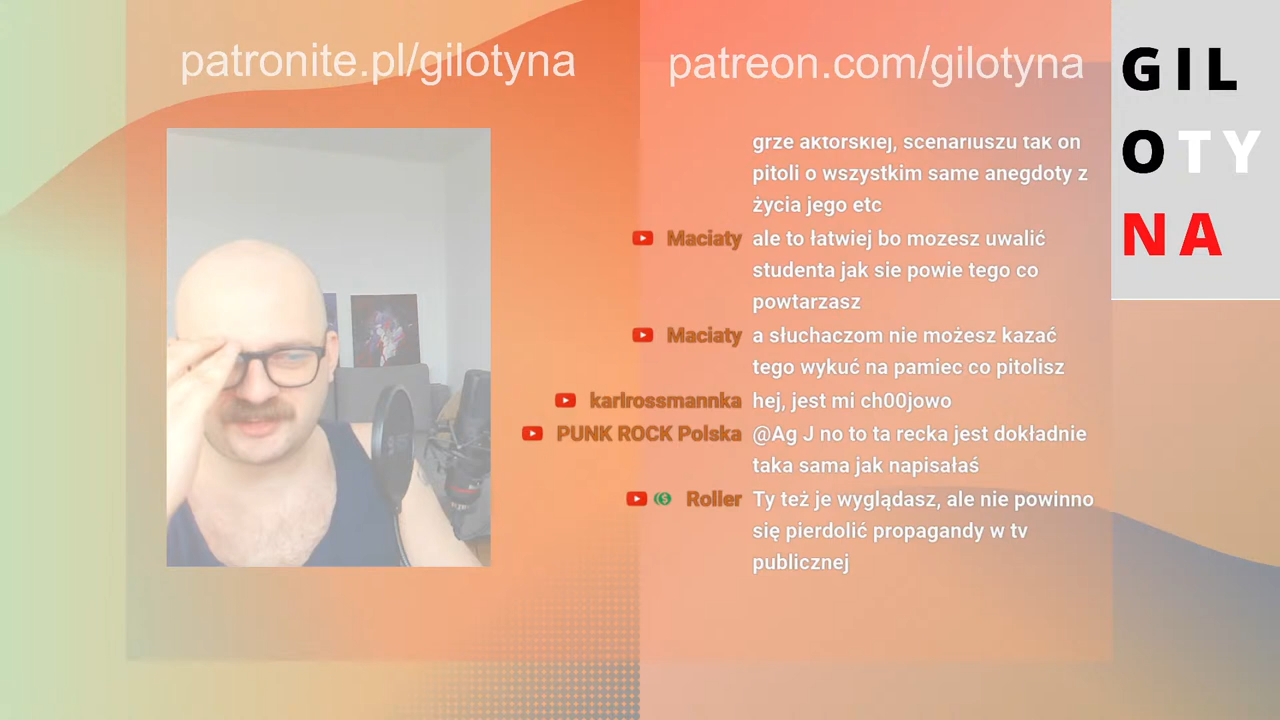 patronite.pl/gilotyna
patreon.com/gilotyna
GIL
OTY
NA
grze aktorskiej, scenariuszu tak on
pitoli o wszystkim same anegdoty z
życia jego etc
Maciaty ale to łatwiej bo mozesz uwalić
studenta jak sie powie tego co
powtarzasz
Maciaty a słuchaczom nie możesz kazać
tego wykuć na pamiec co pitolisz
karlrossmannka hej, jest mi ch00jowo
PUNK ROCK Polska @Ag J no to ta recka jest dokładnie
taka sama jak napisałaś
Roller Ty też je wyglądasz, ale nie powinno
się pierdolić propagandy w tv
publicznej